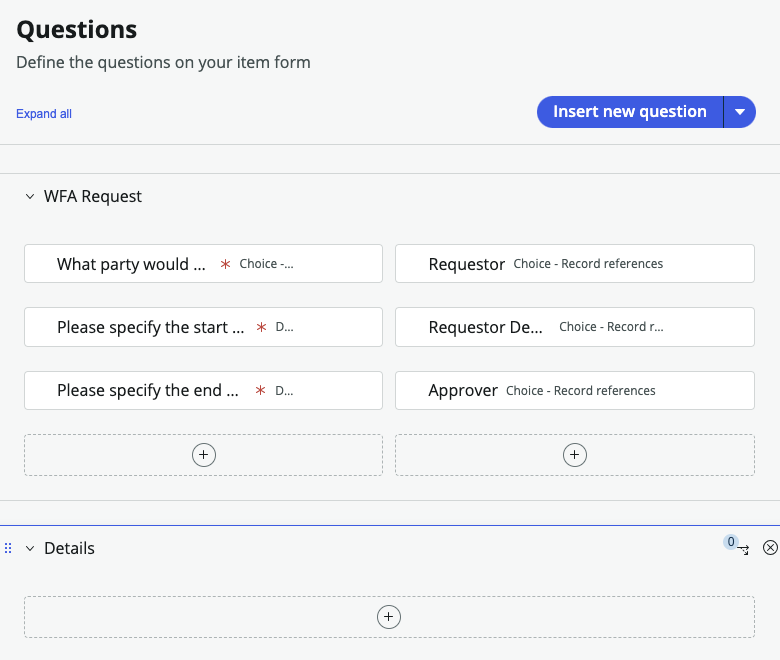 Questions
Define the questions on your item form
Expand all
Insert new question
WFA Request
What party would ... * Choice -...
Requestor Choice - Record references
Please specify the start ... * D...
Requestor De... Choice - Record r...
Please specify the end ... * D...
Approver Choice - Record references
Details
0